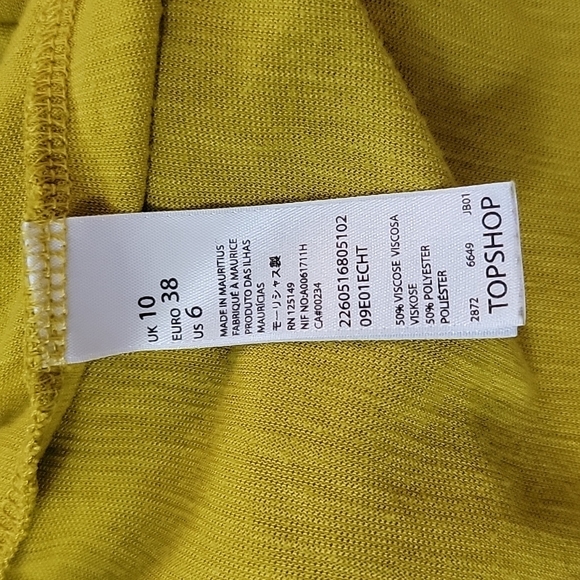 UK 10
EURO 38
US 6
MADE IN MAURITIUS
FABRIQUÉ À MAURICE
PRODUTO DAS ILHAS
MAURÍCIAS
モーリシャス製
RN 125149
NIF NO:A0061711H
CA#00234
2260516805102
09E01ECHT
50% VISCOSE VISCOSA
VISKOSE
50% POLYESTER
POLIÉSTER
2872 6649 JB01
TOPSHOP